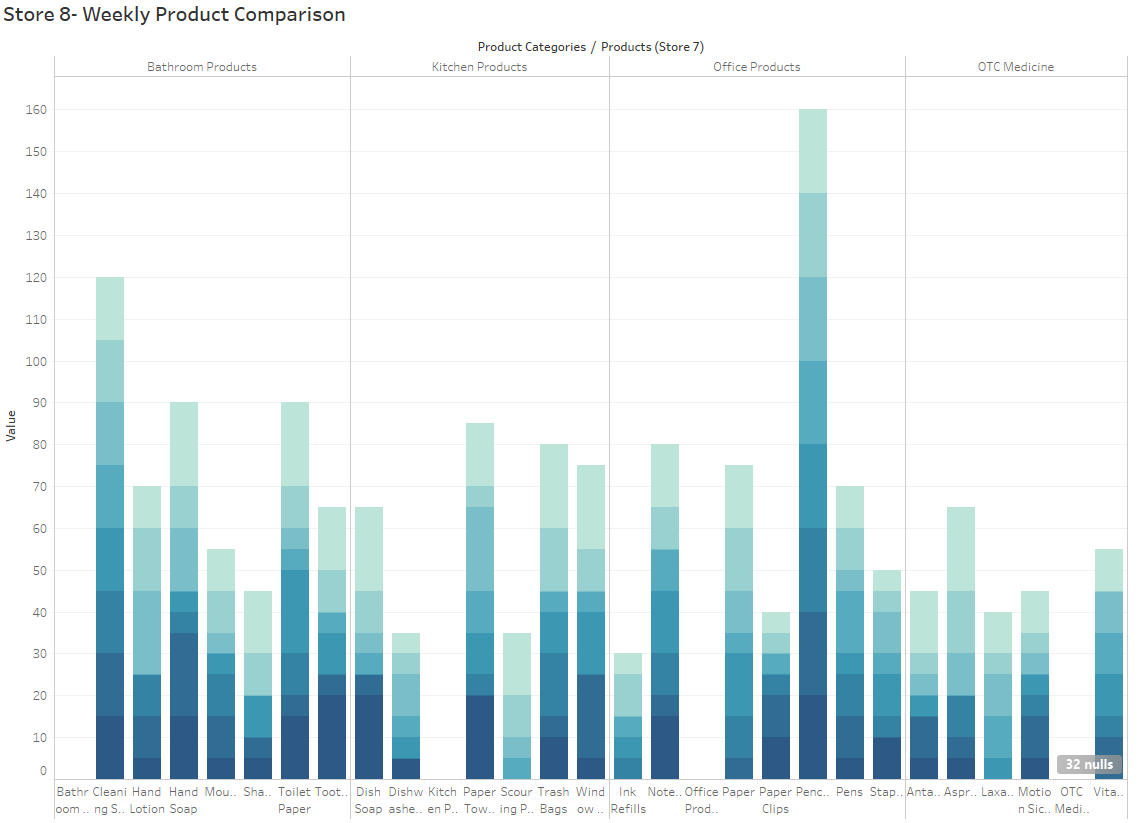 Store 8- Weekly Product Comparison
Product Categories / Products (Store 7)
Bathroom Products Kitchen Products Office Products OTC Medicine
160
150
140
130
120
110
100
90
80
70
60
50
40
30
20
10
0
Value
32 nulls
Bathr Cleani Hand Hand Mou.. Sha.. Toilet Toot.. Dish Dishw Kitch Paper Scour Trash Wind Ink Note.. Office Paper Paper Penc.. Pens Stap.. Anta.. Aspr.. Laxa.. Motio OTC Vita..
oom .. ng S.. Lotion Soap Paper Soap ashe.. en P.. Tow.. ing P.. Bags ow .. Refills Prod.. Clips n Sic.. Medi..